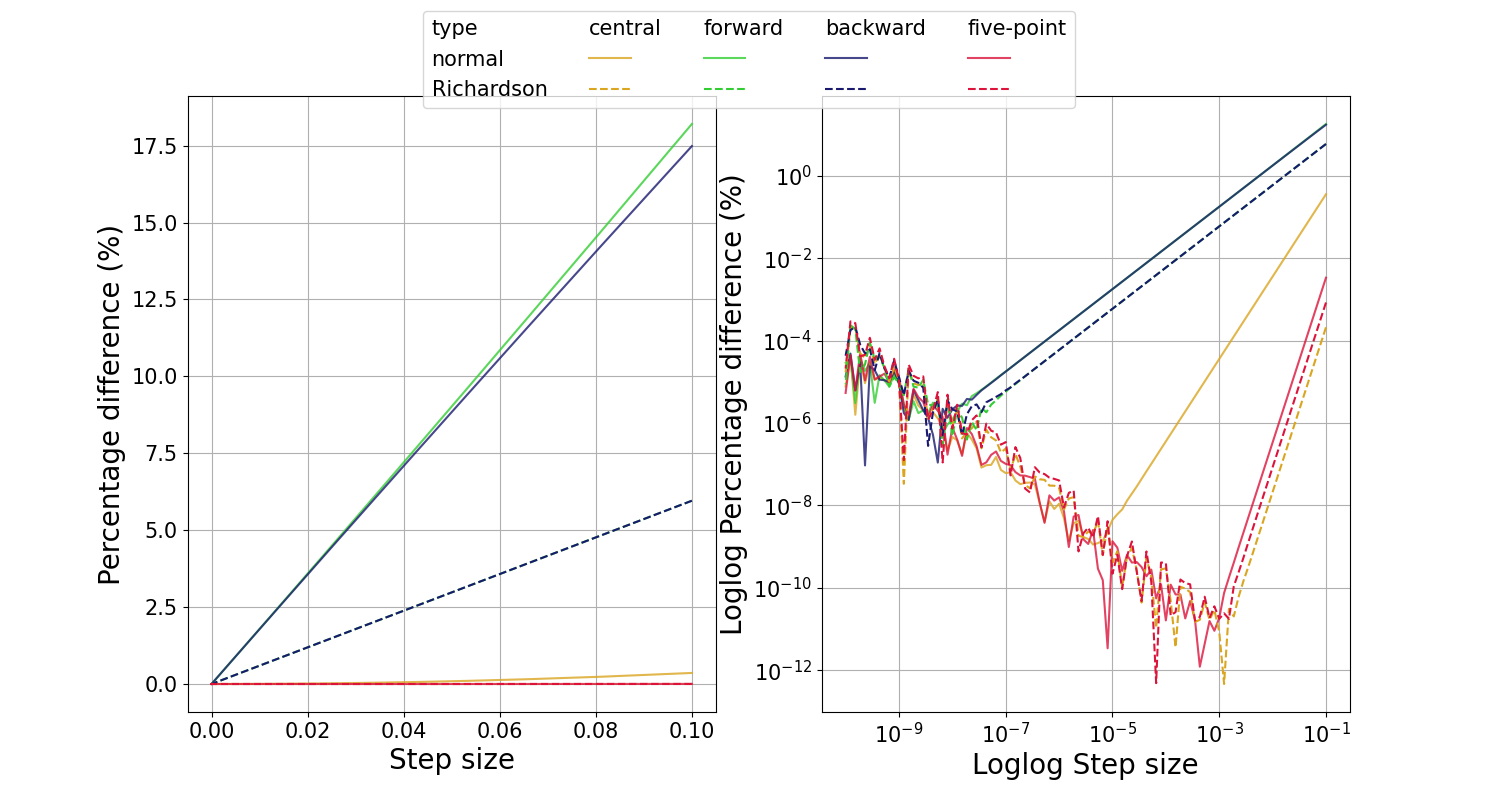 type central forward backward five-point
normal
Richardson
Percentage difference (%)
17.5
15.0
12.5
10.0
7.5
5.0
2.5
0.0
0.00 0.02 0.04 0.06 0.08 0.10
Step size
Loglog Percentage difference (%)
10⁰
10⁻²
10⁻⁴
10⁻⁶
10⁻⁸
10⁻¹⁰
10⁻¹²
10⁻⁹ 10⁻⁷ 10⁻⁵ 10⁻³ 10⁻¹
Loglog Step size